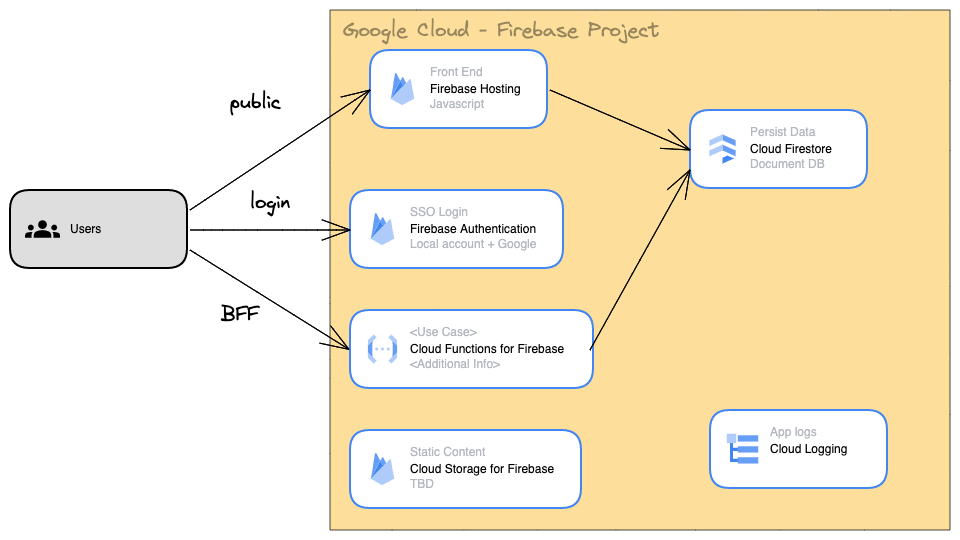 Google Cloud - Firebase Project
Front End
Firebase Hosting
Javascript
public
Persist Data
Cloud Firestore
Document DB
login
Users
SSO Login
Firebase Authentication
Local account + Google
BFF
<Use Case>
Cloud Functions for Firebase
<Additional Info>
Static Content
Cloud Storage for Firebase
TBD
App logs
Cloud Logging